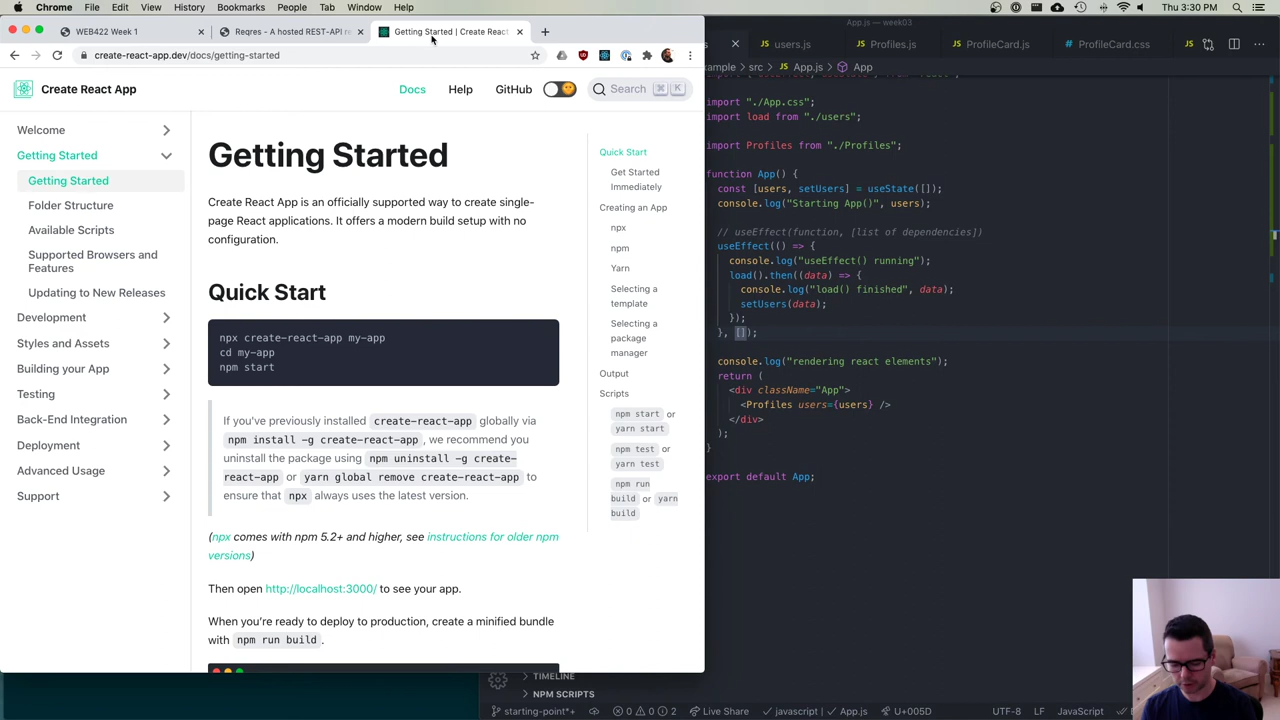 Chrome File Edit View History Bookmarks People Tab Window Help
Thu 3:30 PM
WEB422 Week 1
Reqres - A hosted REST-API r
Getting Started | Create React
create-react-app.dev/docs/getting-started
Create React App
Docs
Help
GitHub
Search
⌘ K
Welcome
Getting Started
Getting Started
Folder Structure
Available Scripts
Supported Browsers and
Features
Updating to New Releases
Development
Styles and Assets
Building your App
Testing
Back-End Integration
Deployment
Advanced Usage
Support
Getting Started
Create React App is an officially supported way to create single-
page React applications. It offers a modern build setup with no
configuration.
Quick Start
npx create-react-app my-app
cd my-app
npm start
If you've previously installed create-react-app globally via
npm install -g create-react-app, we recommend you
uninstall the package using npm uninstall -g create-
react-app or yarn global remove create-react-app to
ensure that npx always uses the latest version.
(npx comes with npm 5.2+ and higher, see instructions for older npm
versions)
Then open http://localhost:3000/ to see your app.
When you're ready to deploy to production, create a minified bundle
with npm run build.
Quick Start
Get Started
Immediately
Creating an App
npx
npm
Yarn
Selecting a
template
Selecting a
package
manager
Output
Scripts
npm start or
yarn start
npm test or
yarn test
npm run
build or yarn
build
App.js — week03
users.js
Profiles.js
ProfileCard.js
ProfileCard.css
JS
example > src > App.js > App
mport "./App.css";
mport load from "./users";
mport Profiles from "./Profiles";
function App() {
const [users, setUsers] = useState([]);
console.log("Starting App()", users);
// useEffect(function, [list of dependencies])
useEffect(() => {
console.log("useEffect() running");
load().then((data) => {
console.log("load() finished", data);
setUsers(data);
});
}, []);
console.log("rendering react elements");
return (
<div className="App">
<Profiles users={users} />
</div>
);
}
export default App;
TIMELINE
NPM SCRIPTS
starting-point*+ 0 0 2 Live Share javascript | App.js U+005D UTF-8 LF JavaScript